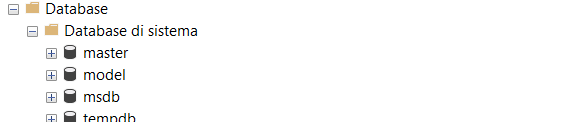 Database
Database di sistema
master
model
msdb
tempdb